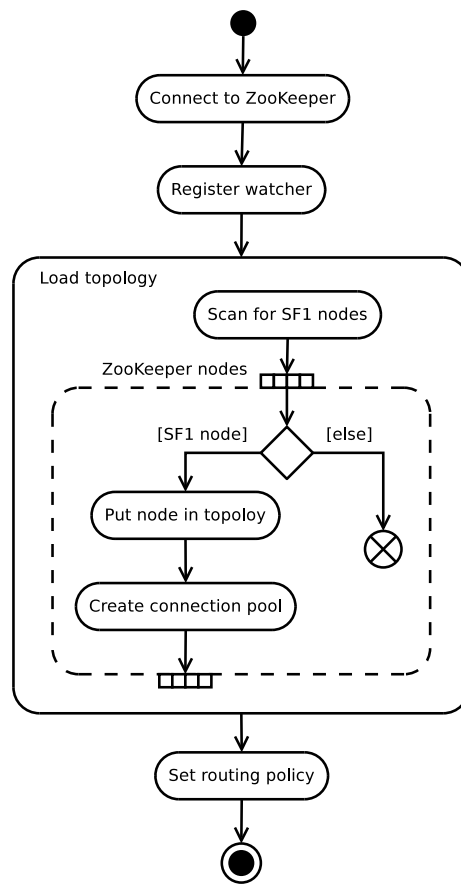 Connect to ZooKeeper
Register watcher
Load topology
Scan for SF1 nodes
ZooKeeper nodes
[SF1 node]
[else]
Put node in topoloy
Create connection pool
Set routing policy